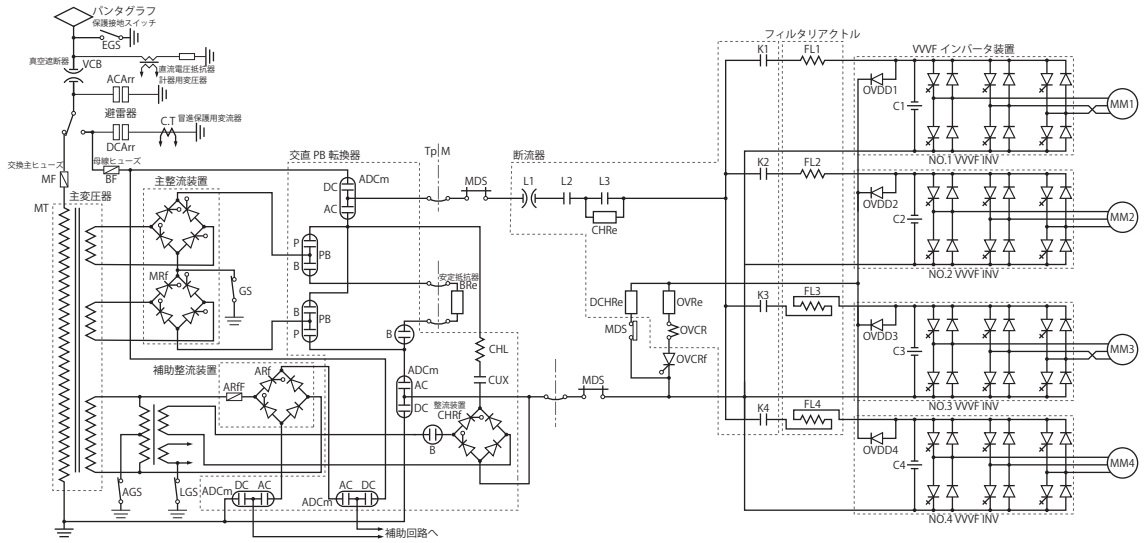 パンタグラフ
保護接地スイッチ
EGS
真空遮断器
VCB
直流電圧抵抗器
計器用変圧器
ACArr
避雷器
DCArr
C.T 冒進保護用変流器
交換主ヒューズ
MF
母線ヒューズ
BF
主変圧器
MT
主整流装置
MRf
GS
交直 PB 転換器
DC
AC
ADCm
P
B
PB
B
P
PB
B
Tp M
MDS
安定抵抗器
BRe
断流器
L1
L2
L3
CHRe
CHL
CUX
補助整流装置
ARfF
ARf
ADCm
AC
DC
整流装置
CHRf
B
AGS
LGS
ADCm
DC
AC
ADCm
AC
DC
補助回路へ
MDS
DCHRe
MDS
OVRe
OVCR
OVCRf
フィルタリアクトル
K1
FL1
K2
FL2
K3
FL3
K4
FL4
VVVF インバータ装置
OVDD1
C1
MM1
NO.1 VVVF INV
OVDD2
C2
MM2
NO.2 VVVF INV
OVDD3
C3
MM3
NO.3 VVVF INV
OVDD4
C4
MM4
NO.4 VVVF INV